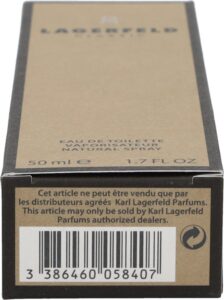 LAGERFELD
CLASSIC
EAU DE TOILETTE
VAPORISATEUR
NATURAL SPRAY
50 ml e 1.7 FL OZ
Cet article ne peut être vendu que par
les distributeurs agréés Karl Lagerfeld Parfums.
This article may only be sold by Karl Lagerfeld
Parfums authorized dealers.
3 386460 058407